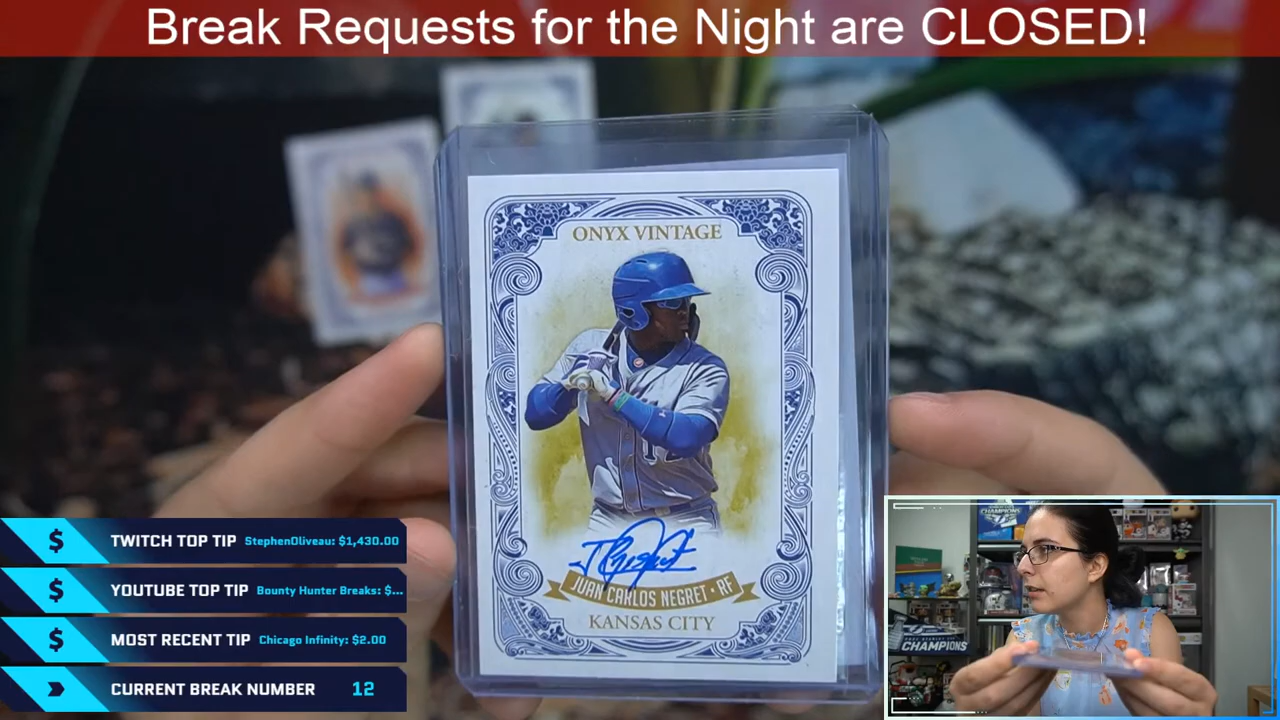 Break Requests for the Night are CLOSED!
ONYX VINTAGE
JUAN CARLOS NEGRET • RF
KANSAS CITY
TWITCH TOP TIP StephenOliveau: $1,430.00
YOUTUBE TOP TIP Bounty Hunter Breaks: $...
MOST RECENT TIP Chicago Infinity: $2.00
CURRENT BREAK NUMBER 12
CHAMPIONS
CHAMPIONS